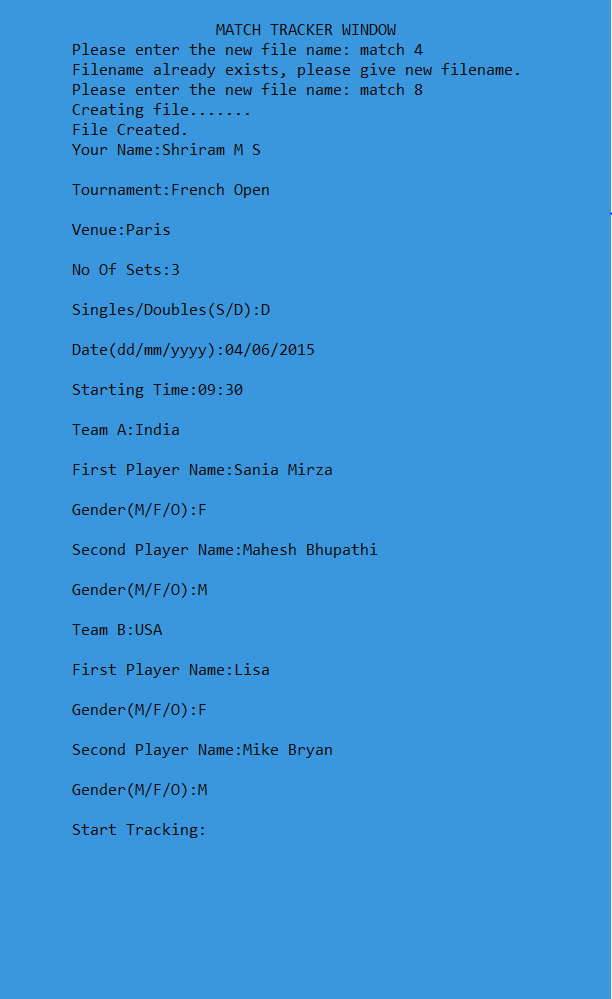 MATCH TRACKER WINDOW
Please enter the new file name: match 4
Filename already exists, please give new filename.
Please enter the new file name: match 8
Creating file.......
File Created.
Your Name:Shriram M S
Tournament:French Open
Venue:Paris
No Of Sets:3
Singles/Doubles(S/D):D
Date(dd/mm/yyyy):04/06/2015
Starting Time:09:30
Team A:India
First Player Name:Sania Mirza
Gender(M/F/O):F
Second Player Name:Mahesh Bhupathi
Gender(M/F/O):M
Team B:USA
First Player Name:Lisa
Gender(M/F/O):F
Second Player Name:Mike Bryan
Gender(M/F/O):M
Start Tracking: